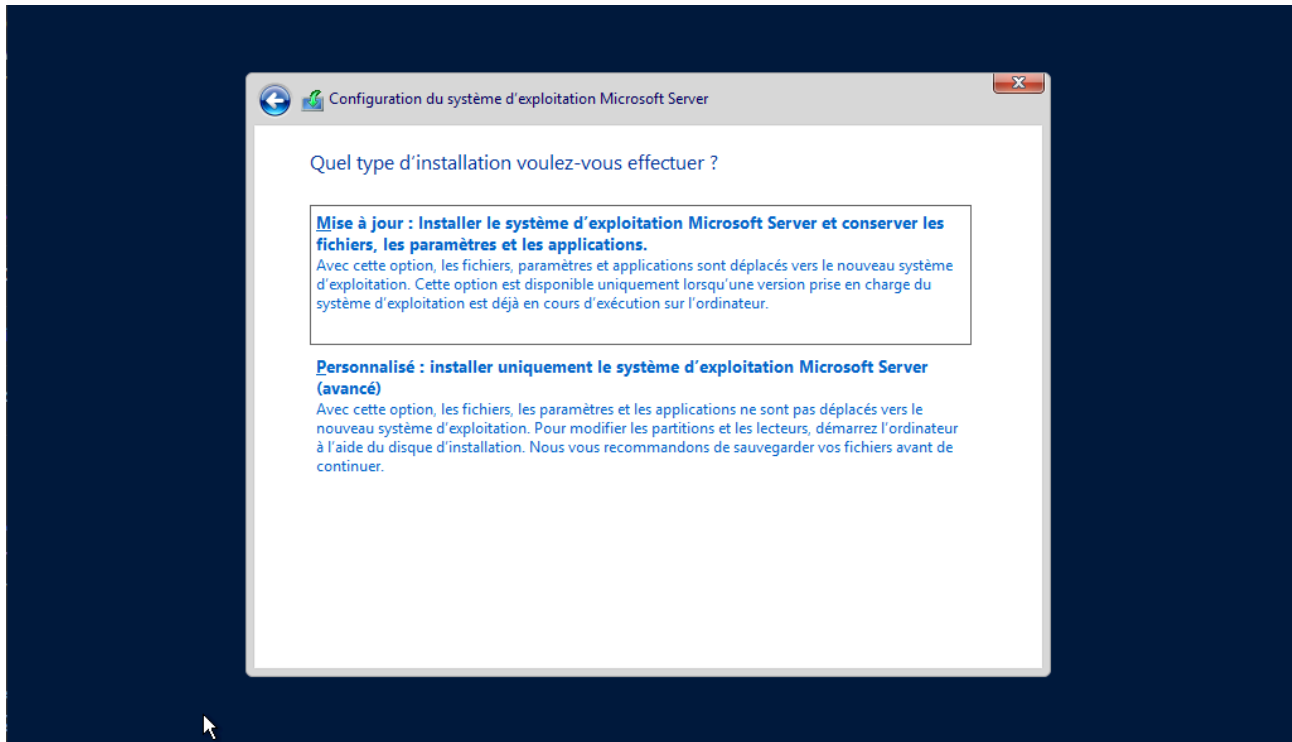 Configuration du système d'exploitation Microsoft Server
Quel type d'installation voulez-vous effectuer ?
Mise à jour : Installer le système d'exploitation Microsoft Server et conserver les
fichiers, les paramètres et les applications.
Avec cette option, les fichiers, paramètres et applications sont déplacés vers le nouveau système
d'exploitation. Cette option est disponible uniquement lorsqu'une version prise en charge du
système d'exploitation est déjà en cours d'exécution sur l'ordinateur.
Personnalisé : installer uniquement le système d'exploitation Microsoft Server
(avancé)
Avec cette option, les fichiers, les paramètres et les applications ne sont pas déplacés vers le
nouveau système d'exploitation. Pour modifier les partitions et les lecteurs, démarrez l'ordinateur
à l'aide du disque d'installation. Nous vous recommandons de sauvegarder vos fichiers avant de
continuer.